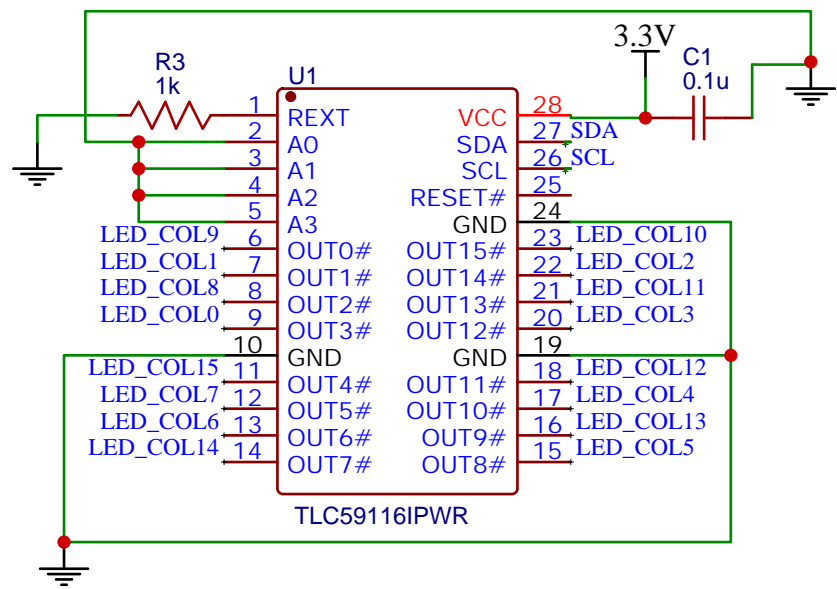 3.3V
R3
1k
C1
0.1u
U1
1 REXT VCC 28
2 A0 SDA 27 SDA
3 A1 SCL 26 SCL
4 A2 RESET# 25
5 A3 GND 24
LED_COL9 6 OUT0# OUT15# 23 LED_COL10
LED_COL1 7 OUT1# OUT14# 22 LED_COL2
LED_COL8 8 OUT2# OUT13# 21 LED_COL11
LED_COL0 9 OUT3# OUT12# 20 LED_COL3
10 GND GND 19
LED_COL15 11 OUT4# OUT11# 18 LED_COL12
LED_COL7 12 OUT5# OUT10# 17 LED_COL4
LED_COL6 13 OUT6# OUT9# 16 LED_COL13
LED_COL14 14 OUT7# OUT8# 15 LED_COL5
TLC59116IPWR